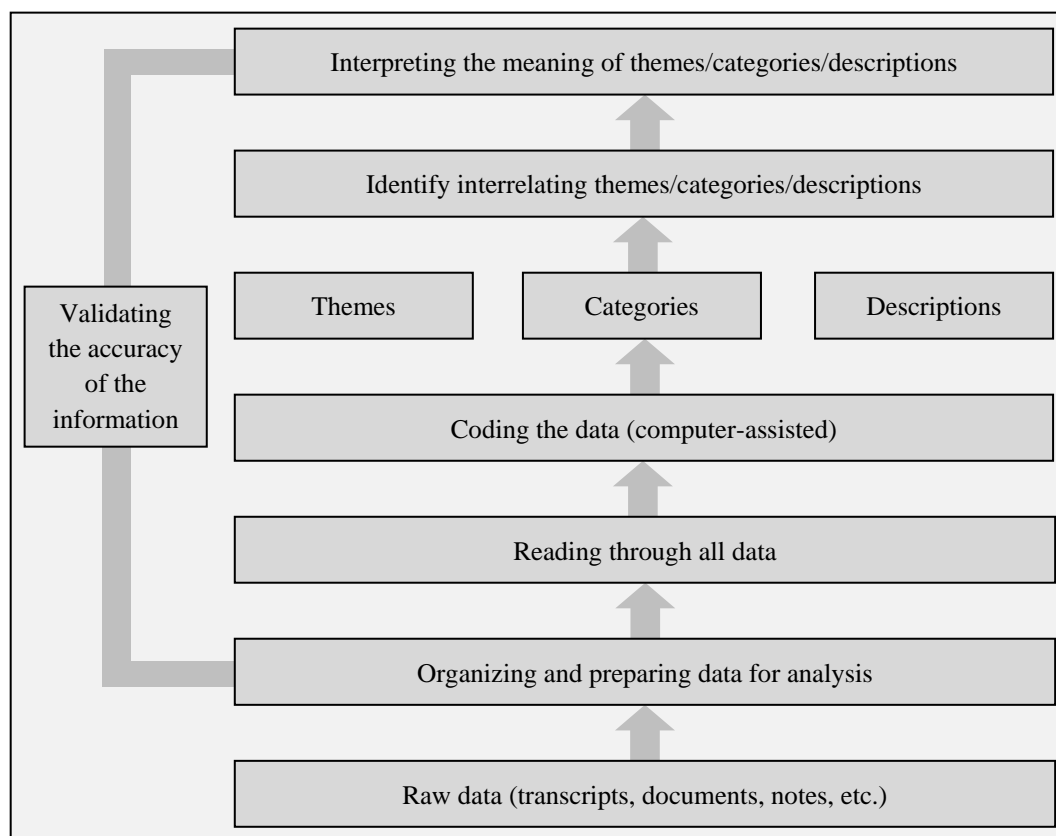 Interpreting the meaning of themes/categories/descriptions
Identify interrelating themes/categories/descriptions
Themes
Categories
Descriptions
Validating
the accuracy
of the
information
Coding the data (computer-assisted)
Reading through all data
Organizing and preparing data for analysis
Raw data (transcripts, documents, notes, etc.)